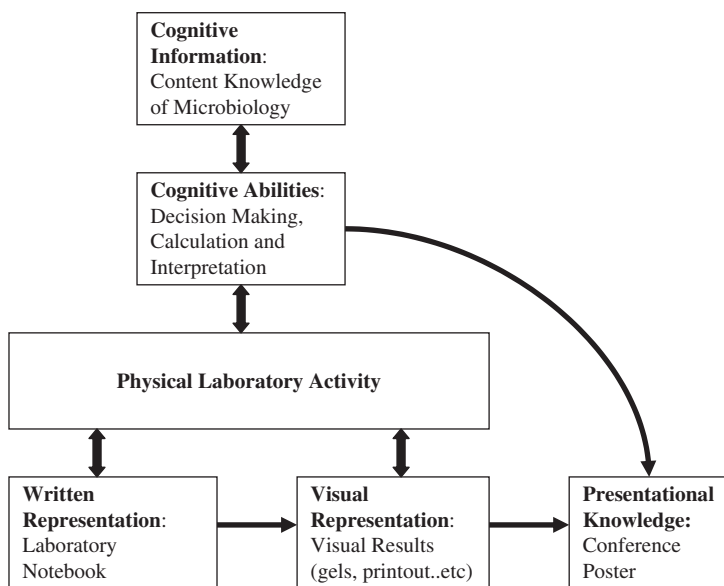 Cognitive
Information:
Content Knowledge
of Microbiology
Cognitive Abilities:
Decision Making,
Calculation and
Interpretation
Physical Laboratory Activity
Written
Representation:
Laboratory
Notebook
Visual
Representation:
Visual Results
(gels, printout..etc)
Presentational
Knowledge:
Conference
Poster